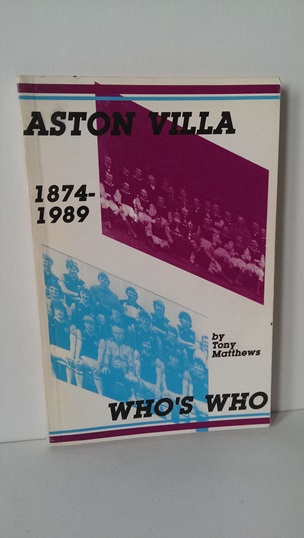 ASTON VILLA
1874-
1989
by
Tony
Matthews
WHO'S WHO